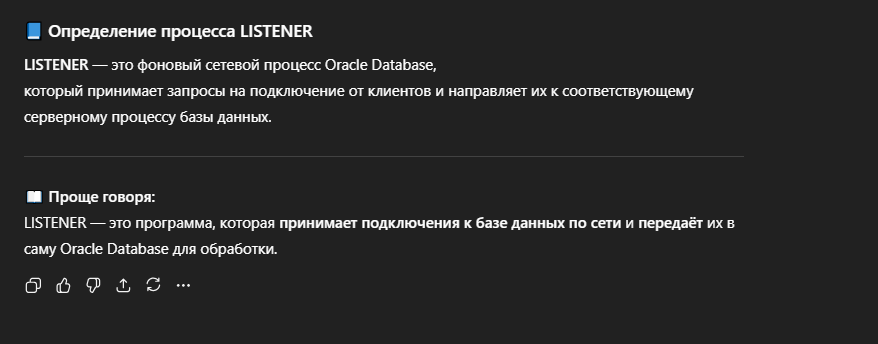 📘 Определение процесса LISTENER
LISTENER — это фоновый сетевой процесс Oracle Database,
который принимает запросы на подключение от клиентов и направляет их к соответствующему
серверному процессу базы данных.
📖 Проще говоря:
LISTENER — это программа, которая принимает подключения к базе данных по сети и передаёт их в
саму Oracle Database для обработки.